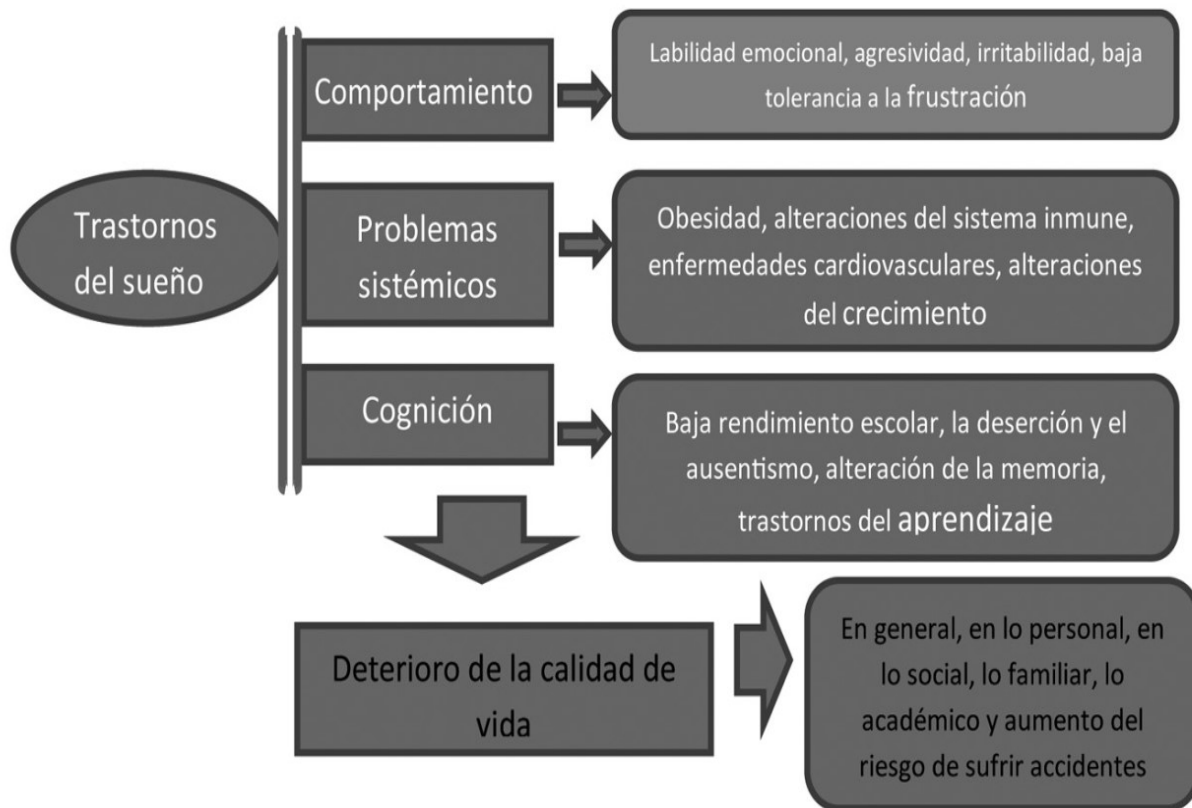 Trastornos
del sueño
Comportamiento
Labilidad emocional, agresividad, irritabilidad, baja
tolerancia a la frustración
Problemas
sistémicos
Obesidad, alteraciones del sistema inmune,
enfermedades cardiovasculares, alteraciones
del crecimiento
Cognición
Baja rendimiento escolar, la deserción y el
ausentismo, alteración de la memoria,
trastornos del aprendizaje
Deterioro de la calidad de
vida
En general, en lo personal, en
lo social, lo familiar, lo
académico y aumento del
riesgo de sufrir accidentes